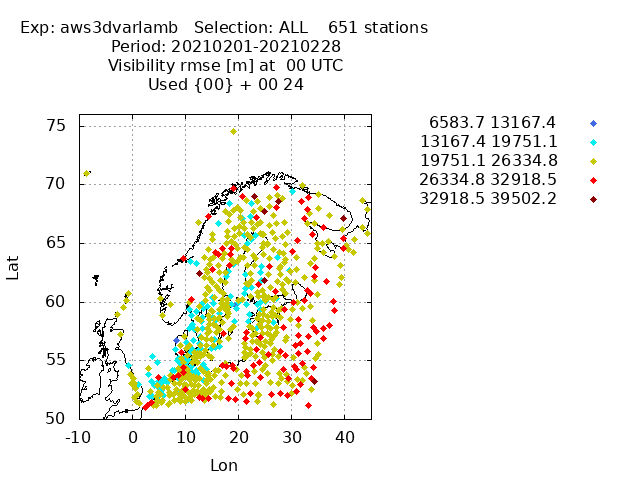 Exp: aws3dvarlamb   Selection: ALL    651 stations
Period: 20210201-20210228
Visibility rmse [m] at  00 UTC
Used {00} + 00 24
6583.7 13167.4
13167.4 19751.1
19751.1 26334.8
26334.8 32918.5
32918.5 39502.2
75
70
65
60
55
50
Lat
-10 0 10 20 30 40
Lon